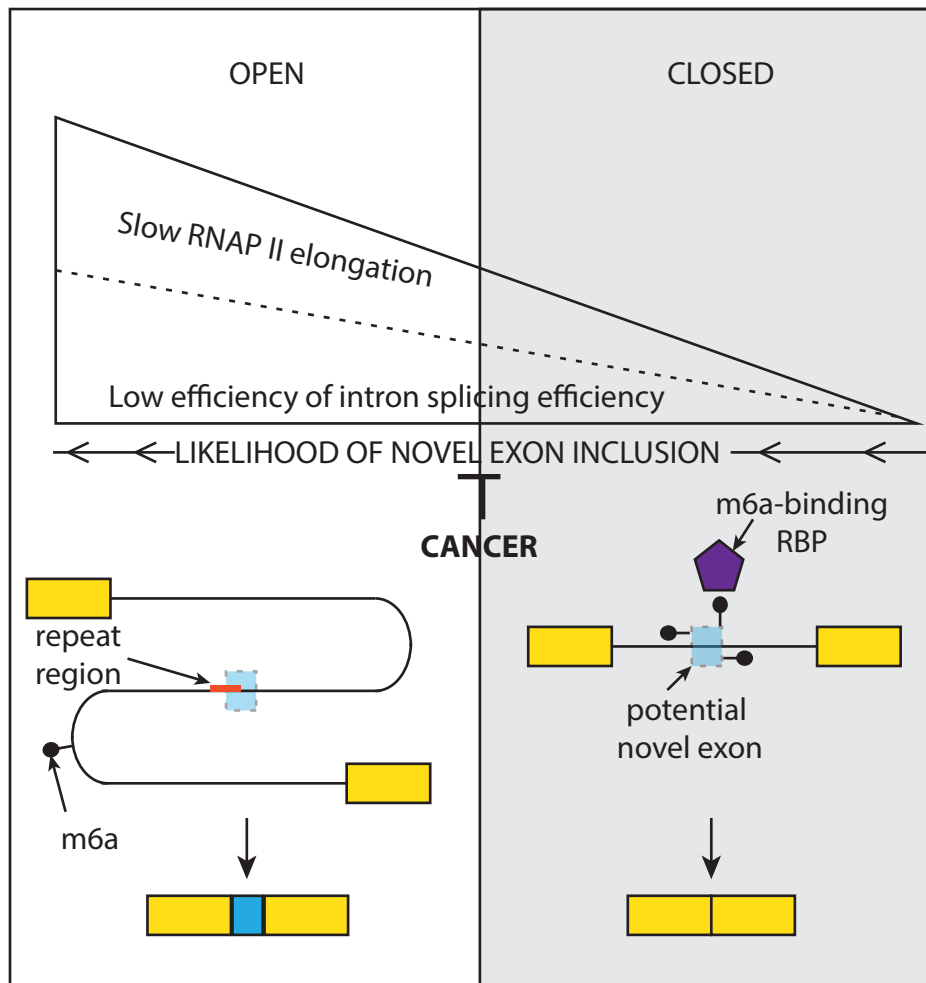 OPEN
CLOSED
Slow RNAP II elongation
Low efficiency of intron splicing efficiency
LIKELIHOOD OF NOVEL EXON INCLUSION
CANCER
m6a-binding
RBP
repeat
region
potential
novel exon
m6a